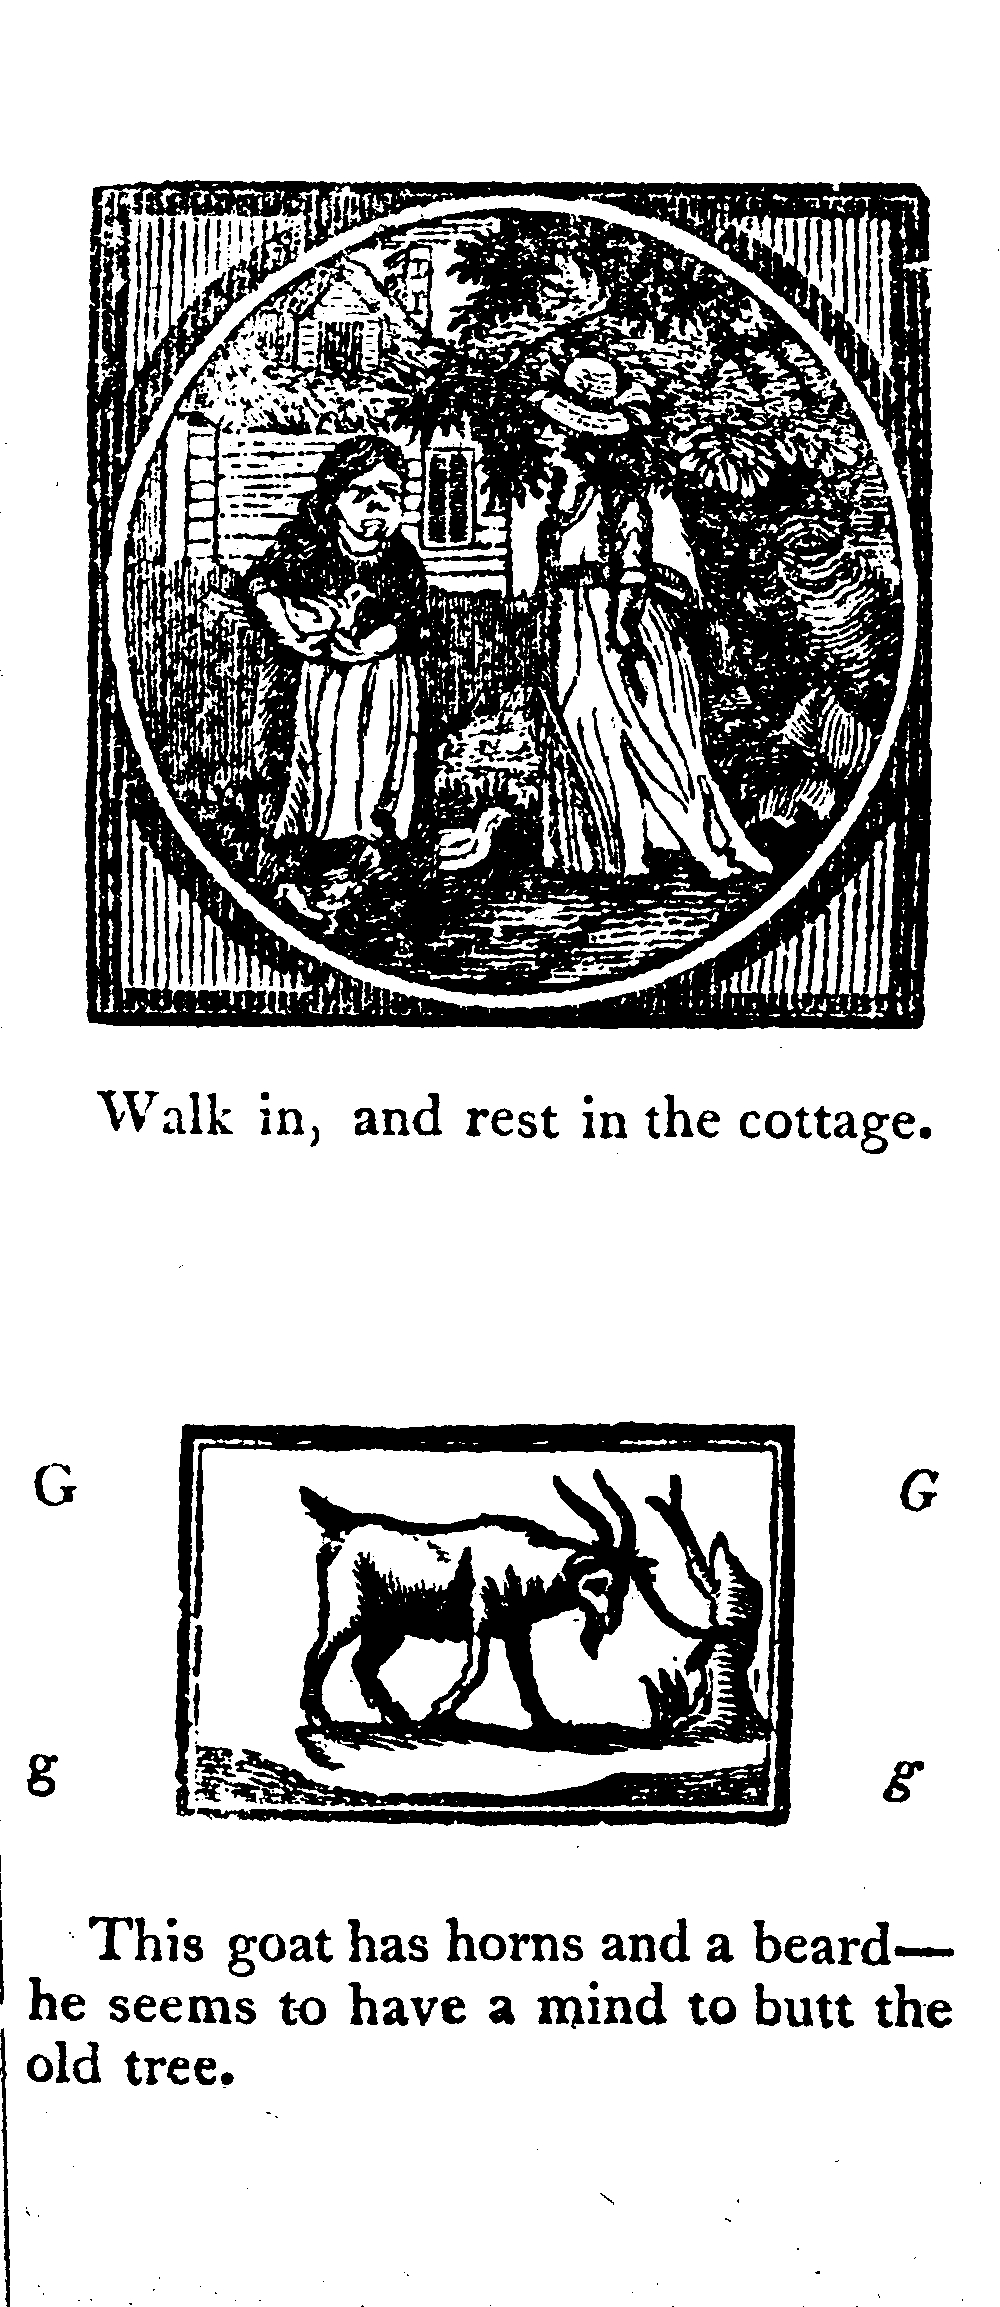 Walk in, and rest in the cottage.
G G
g g
This goat has horns and a beard—
he seems to have a mind to butt the
old tree.